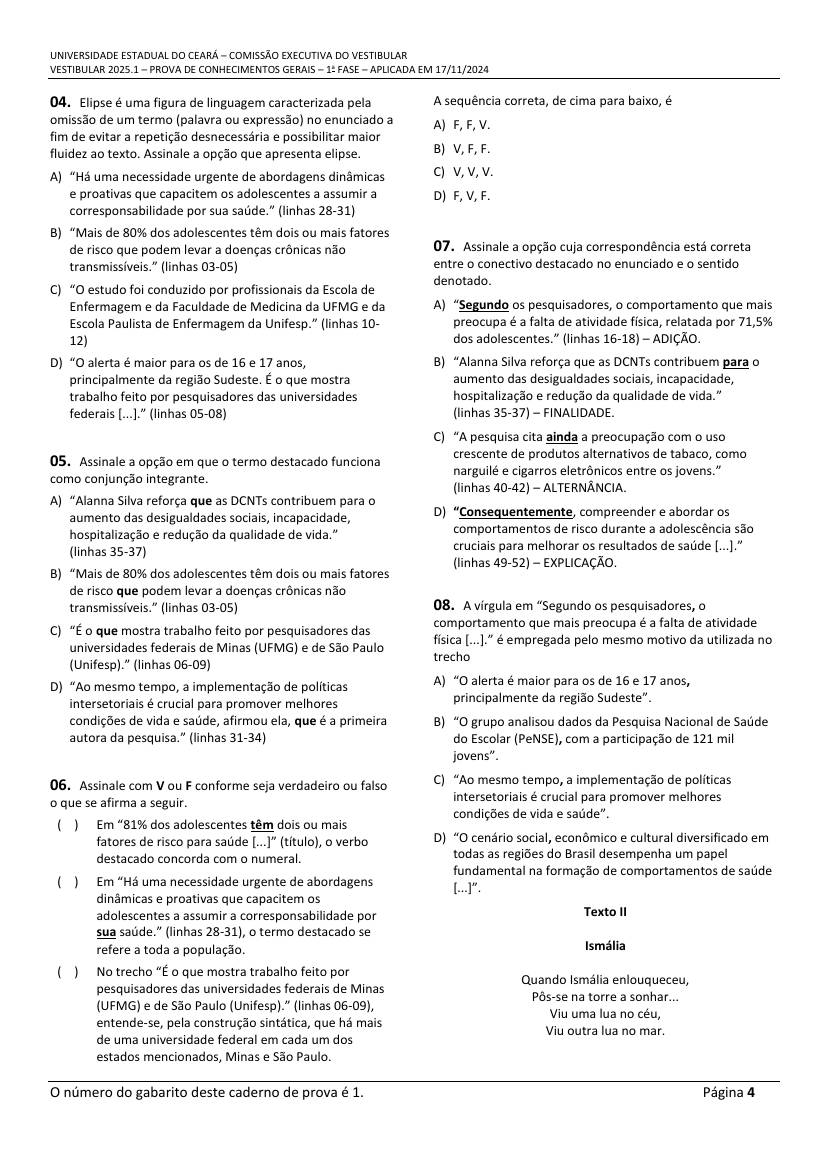 UNIVERSIDADE ESTADUAL DO CEARÁ – COMISSÃO EXECUTIVA DO VESTIBULAR
VESTIBULAR 2025.1 – PROVA DE CONHECIMENTOS GERAIS – 1ª FASE – APLICADA EM 17/11/2024
04. Elipse é uma figura de linguagem caracterizada pela
omissão de um termo (palavra ou expressão) no enunciado a
fim de evitar a repetição desnecessária e possibilitar maior
fluidez ao texto. Assinale a opção que apresenta elipse.
A) “Há uma necessidade urgente de abordagens dinâmicas
e proativas que capacitem os adolescentes a assumir a
corresponsabilidade por sua saúde.” (linhas 28-31)
B) “Mais de 80% dos adolescentes têm dois ou mais fatores
de risco que podem levar a doenças crônicas não
transmissíveis.” (linhas 03-05)
C) “O estudo foi conduzido por profissionais da Escola de
Enfermagem e da Faculdade de Medicina da UFMG e da
Escola Paulista de Enfermagem da Unifesp.” (linhas 10-
12)
D) “O alerta é maior para os de 16 e 17 anos,
principalmente da região Sudeste. É o que mostra
trabalho feito por pesquisadores das universidades
federais [...].” (linhas 05-08)
05. Assinale a opção em que o termo destacado funciona
como conjunção integrante.
A) “Alanna Silva reforça que as DCNTs contribuem para o
aumento das desigualdades sociais, incapacidade,
hospitalização e redução da qualidade de vida.”
(linhas 35-37)
B) “Mais de 80% dos adolescentes têm dois ou mais fatores
de risco que podem levar a doenças crônicas não
transmissíveis.” (linhas 03-05)
C) “É o que mostra trabalho feito por pesquisadores das
universidades federais de Minas (UFMG) e de São Paulo
(Unifesp).” (linhas 06-09)
D) “Ao mesmo tempo, a implementação de políticas
intersetoriais é crucial para promover melhores
condições de vida e saúde, afirmou ela, que é a primeira
autora da pesquisa.” (linhas 31-34)
06. Assinale com V ou F conforme seja verdadeiro ou falso
o que se afirma a seguir.
( ) Em “81% dos adolescentes têm dois ou mais
fatores de risco para saúde [...]” (título), o verbo
destacado concorda com o numeral.
( ) Em “Há uma necessidade urgente de abordagens
dinâmicas e proativas que capacitem os
adolescentes a assumir a corresponsabilidade por
sua saúde.” (linhas 28-31), o termo destacado se
refere a toda a população.
( ) No trecho “É o que mostra trabalho feito por
pesquisadores das universidades federais de Minas
(UFMG) e de São Paulo (Unifesp).” (linhas 06-09),
entende-se, pela construção sintática, que há mais
de uma universidade federal em cada um dos
estados mencionados, Minas e São Paulo.
A sequência correta, de cima para baixo, é
A) F, F, V.
B) V, F, F.
C) V, V, V.
D) F, V, F.
07. Assinale a opção cuja correspondência está correta
entre o conectivo destacado no enunciado e o sentido
denotado.
A) “Segundo os pesquisadores, o comportamento que mais
preocupa é a falta de atividade física, relatada por 71,5%
dos adolescentes.” (linhas 16-18) – ADIÇÃO.
B) “Alanna Silva reforça que as DCNTs contribuem para o
aumento das desigualdades sociais, incapacidade,
hospitalização e redução da qualidade de vida.”
(linhas 35-37) – FINALIDADE.
C) “A pesquisa cita ainda a preocupação com o uso
crescente de produtos alternativos de tabaco, como
narguilé e cigarros eletrônicos entre os jovens.”
(linhas 40-42) – ALTERNÂNCIA.
D) “Consequentemente, compreender e abordar os
comportamentos de risco durante a adolescência são
cruciais para melhorar os resultados de saúde [...].”
(linhas 49-52) – EXPLICAÇÃO.
08. A vírgula em “Segundo os pesquisadores, o
comportamento que mais preocupa é a falta de atividade
física [...].” é empregada pelo mesmo motivo da utilizada no
trecho
A) “O alerta é maior para os de 16 e 17 anos,
principalmente da região Sudeste”.
B) “O grupo analisou dados da Pesquisa Nacional de Saúde
do Escolar (PeNSE), com a participação de 121 mil
jovens”.
C) “Ao mesmo tempo, a implementação de políticas
intersetoriais é crucial para promover melhores
condições de vida e saúde”.
D) “O cenário social, econômico e cultural diversificado em
todas as regiões do Brasil desempenha um papel
fundamental na formação de comportamentos de saúde
[...]”.
Texto II
Ismália
Quando Ismália enlouqueceu,
Pôs-se na torre a sonhar...
Viu uma lua no céu,
Viu outra lua no mar.
O número do gabarito deste caderno de prova é 1.
Página 4